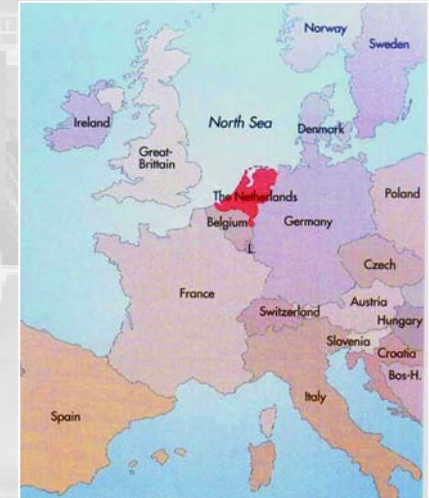 Norway
Sweden
North Sea
Ireland
Denmark
Great-
Brittain
Poland
The Netherlands
Belgium
Germany
L.
Czech
France
Austria
Switzerland
Hungary
Slovenia
Croatia
Bos-H.
Italy
Spain